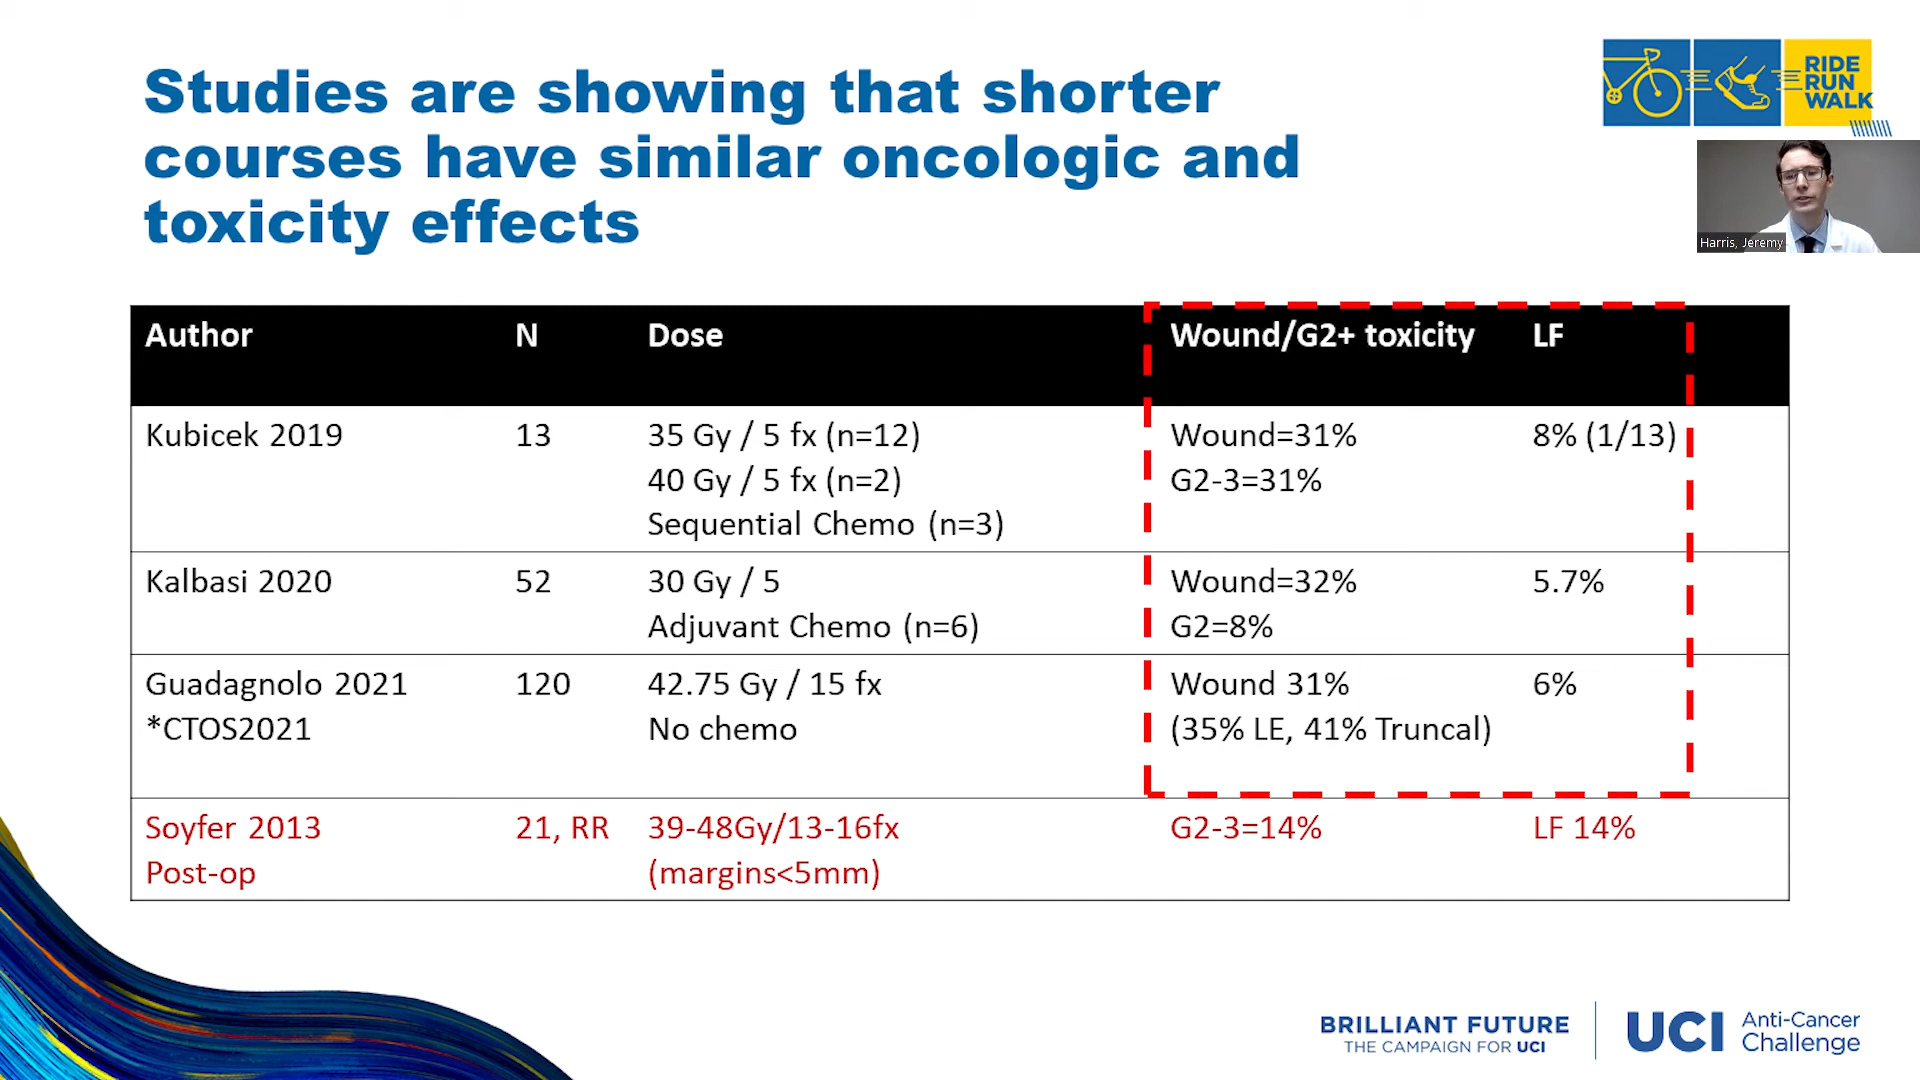 Studies are showing that shorter
courses have similar oncologic and
toxicity effects
RIDE
RUN
WALK
Harris, Jeremy
Author N Dose Wound/G2+ toxicity LF
Kubicek 2019 13 35 Gy / 5 fx (n=12) Wound=31% 8% (1/13)
40 Gy / 5 fx (n=2) G2-3=31%
Sequential Chemo (n=3)
Kalbasi 2020 52 30 Gy / 5 Wound=32% 5.7%
Adjuvant Chemo (n=6) G2=8%
Guadagnolo 2021 120 42.75 Gy / 15 fx Wound 31% 6%
*CTOS2021 No chemo (35% LE, 41% Truncal)
Soyfer 2013 21, RR 39-48Gy/13-16fx G2-3=14% LF 14%
Post-op (margins<5mm)
BRILLIANT FUTURE
THE CAMPAIGN FOR UCI
UCI Anti-Cancer
Challenge